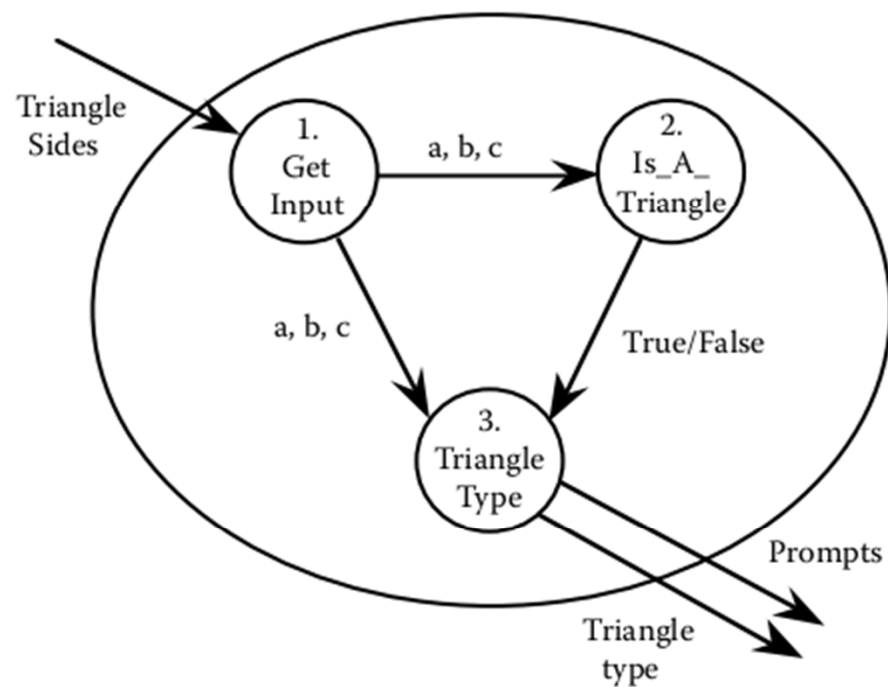 Triangle
Sides
1.
Get
Input
a, b, c
2.
Is_A_
Triangle
a, b, c
True/False
3.
Triangle
Type
Prompts
Triangle
type